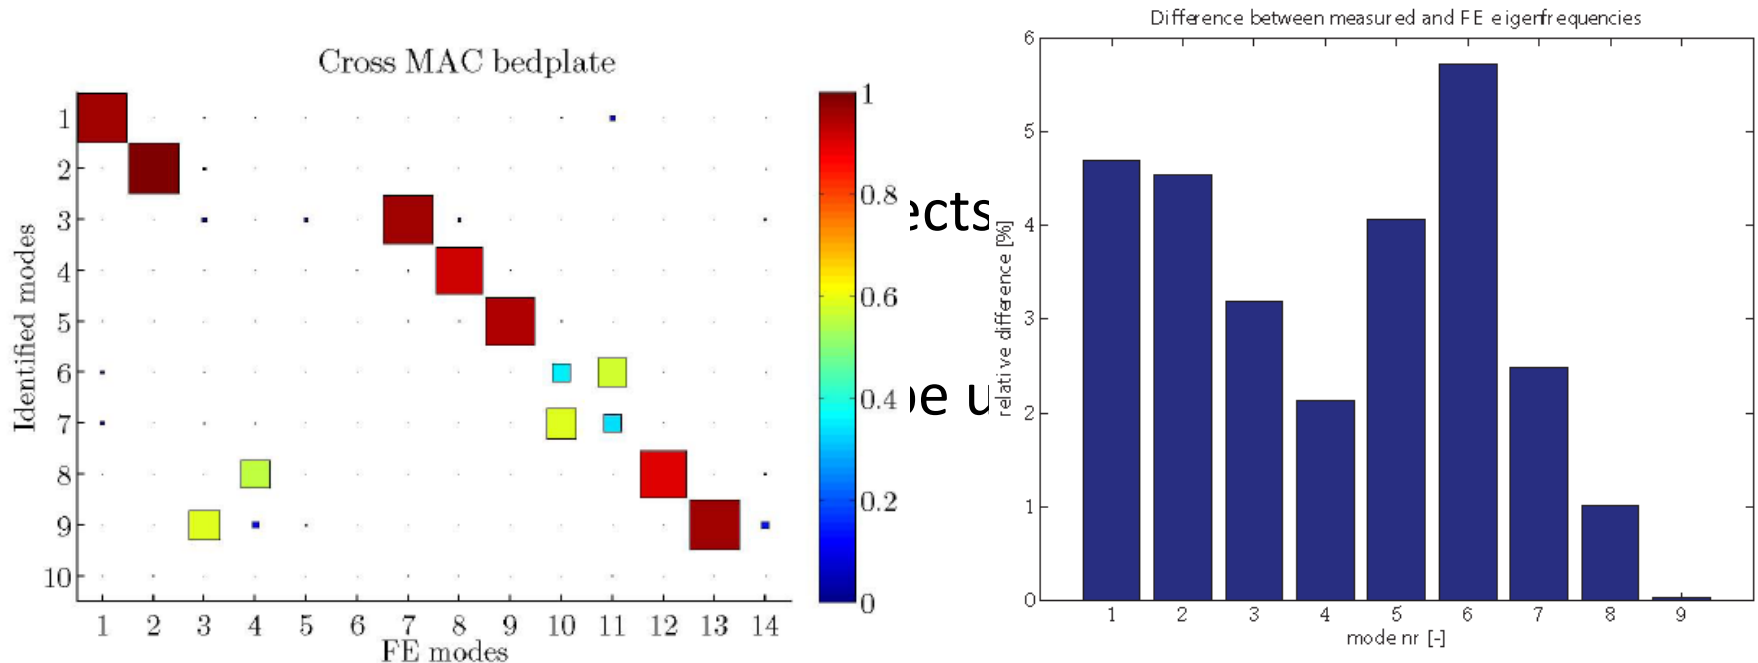 Cross MAC bedplate
Identified modes
1
2
3
4
5
6
7
8
9
10
1 2 3 4 5 6 7 8 9 10 11 12 13 14
FE modes
1
0.8
0.6
0.4
0.2
0
ects
be u
Difference between measured and FE eigenfrequencies
relative difference [%]
6
5
4
3
2
1
0
1 2 3 4 5 6 7 8 9
mode nr [-]